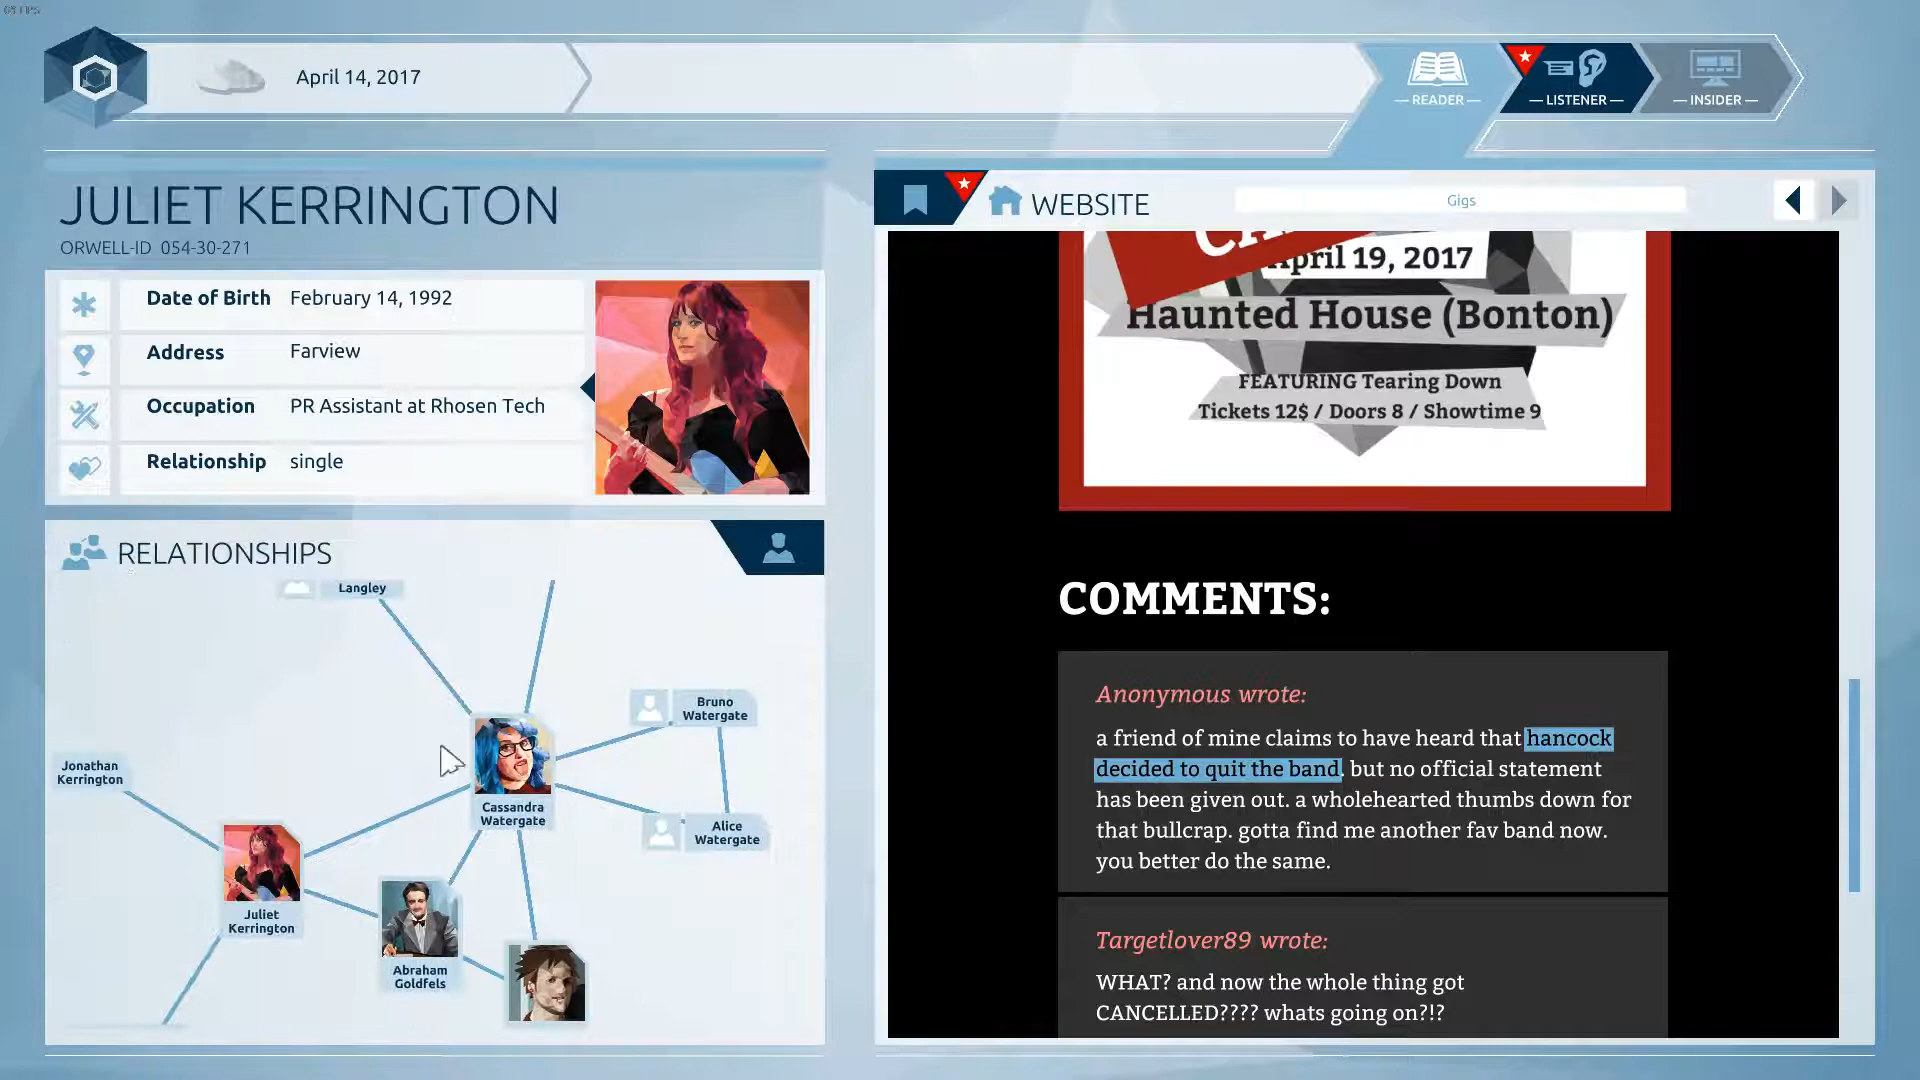 April 14, 2017
READER
LISTENER
INSIDER
JULIET KERRINGTON
ORWELL-ID 054-30-271
Date of Birth February 14, 1992
Address Farview
Occupation PR Assistant at Rhosen Tech
Relationship single
RELATIONSHIPS
Langley
Bruno
Watergate
Jonathan
Kerrington
Cassandra
Watergate
Alice
Watergate
Juliet
Kerrington
Abraham
Goldfels
WEBSITE
Gigs
April 19, 2017
Haunted House (Bonton)
FEATURING Tearing Down
Tickets 12$ / Doors 8 / Showtime 9
COMMENTS:
Anonymous wrote:
a friend of mine claims to have heard that hancock
decided to quit the band. but no official statement
has been given out. a wholehearted thumbs down for
that bullcrap. gotta find me another fav band now.
you better do the same.
Targetlover89 wrote:
WHAT? and now the whole thing got
CANCELLED???? whats going on?!?